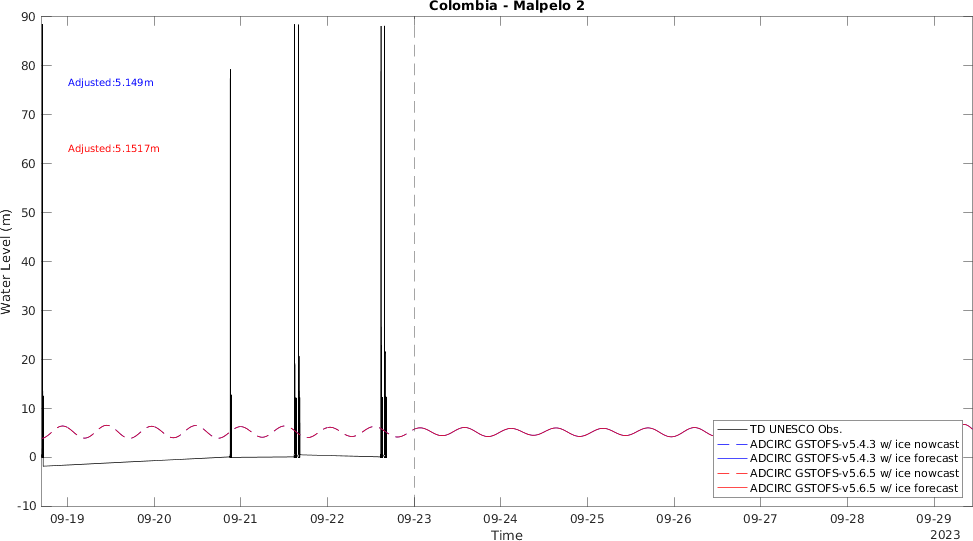 Colombia - Malpelo 2
90
80
70
60
50
40
30
20
10
0
-10
Water Level (m)
Adjusted:5.149m
Adjusted:5.1517m
TD UNESCO Obs.
ADCIRC GSTOFS-v5.4.3 w/ ice nowcast
ADCIRC GSTOFS-v5.4.3 w/ ice forecast
ADCIRC GSTOFS-v5.6.5 w/ ice nowcast
ADCIRC GSTOFS-v5.6.5 w/ ice forecast
09-19 09-20 09-21 09-22 09-23 09-24 09-25 09-26 09-27 09-28 09-29
Time
2023